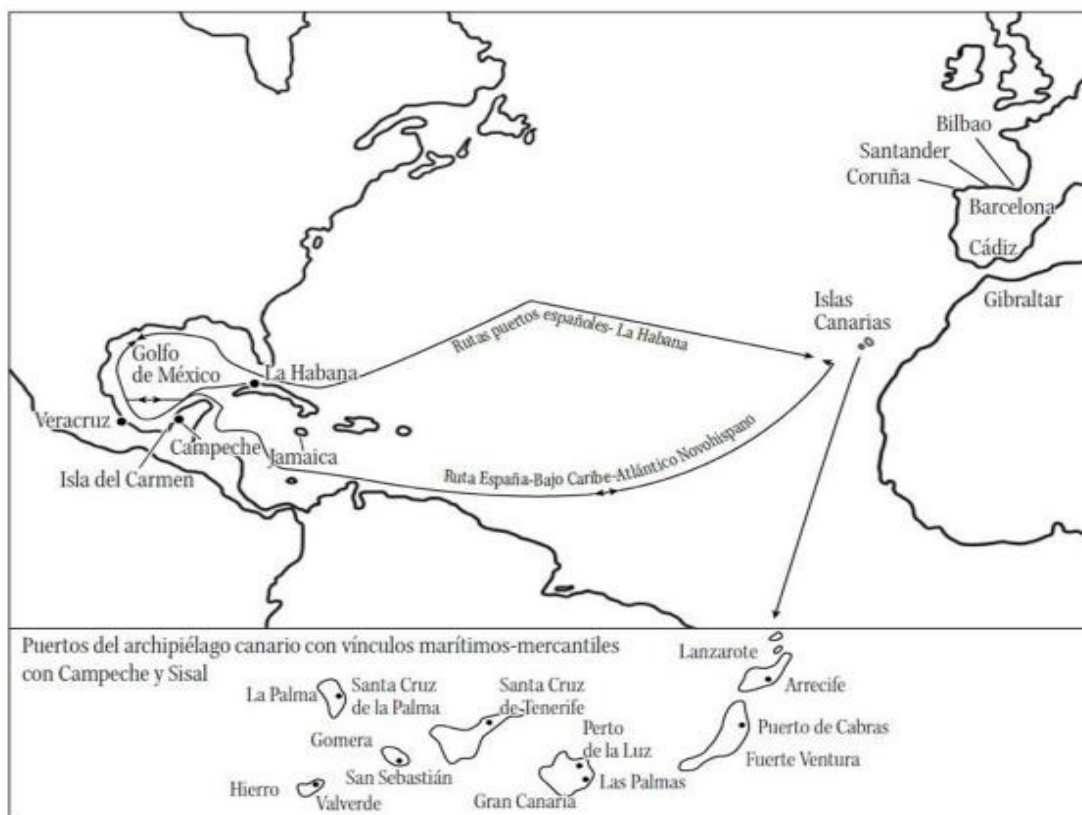 Bilbao
Santander
Coruña
Barcelona
Cádiz
Gibraltar
Islas
Canarias
Rutas puertos españoles- La Habana
Golfo
de México
La Habana
Veracruz
Campeche
Jamaica
Isla del Carmen
Ruta España-Bajo Caribe-Atlántico Novohispano
Puertos del archipiélago canario con vínculos marítimos-mercantiles
con Campeche y Sisal
Lanzarote
Arrecife
La Palma
Santa Cruz
de la Palma
Santa Cruz
de Tenerife
Gomera
San Sebastián
Perto
de la Luz
Puerto de Cabras
Fuerte Ventura
Hierro
Valverde
Gran Canaria
Las Palmas